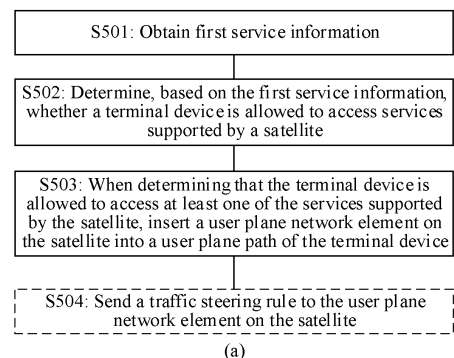 S501: Obtain first service information
S502: Determine, based on the first service information,
whether a terminal device is allowed to access services
supported by a satellite
S503: When determining that the terminal device is
allowed to access at least one of the services supported
by the satellite, insert a user plane network element on
the satellite into a user plane path of the terminal device
S504: Send a traffic steering rule to the user plane
network element on the satellite
(a)